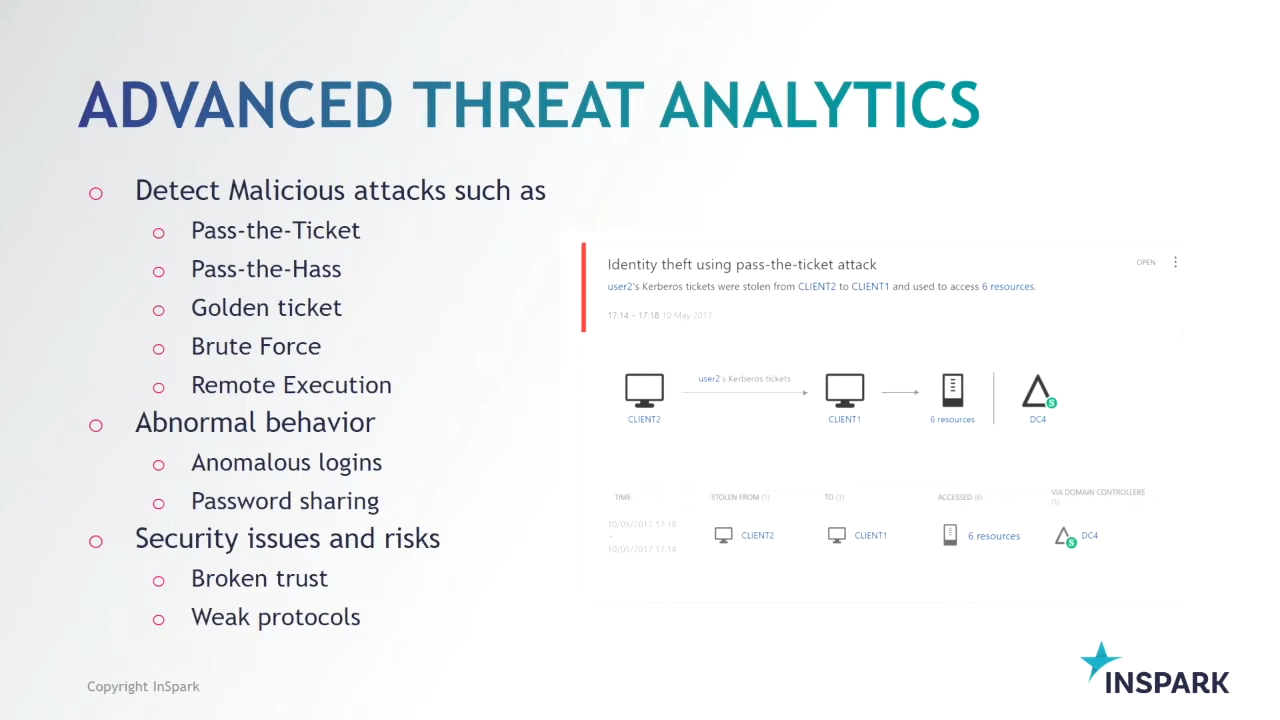 ADVANCED THREAT ANALYTICS
o Detect Malicious attacks such as
o Pass-the-Ticket
o Pass-the-Hass
o Golden ticket
o Brute Force
o Remote Execution
o Abnormal behavior
o Anomalous logins
o Password sharing
o Security issues and risks
o Broken trust
o Weak protocols
Identity theft using pass-the-ticket attack
OPEN
user2's Kerberos tickets were stolen from CLIENT2 to CLIENT1 and used to access 6 resources.
17:14 – 17:18 10 May 2017
user2's Kerberos tickets
CLIENT2 CLIENT1 6 resources DC4
S
TIME STOLEN FROM (1) TO (1) ACCESSED (6) VIA DOMAIN CONTROLLERS
(1)
10/05/2017 17:18
-
10/05/2017 17:14
CLIENT2 CLIENT1 6 resources DC4
S
Copyright InSpark
INSPARK